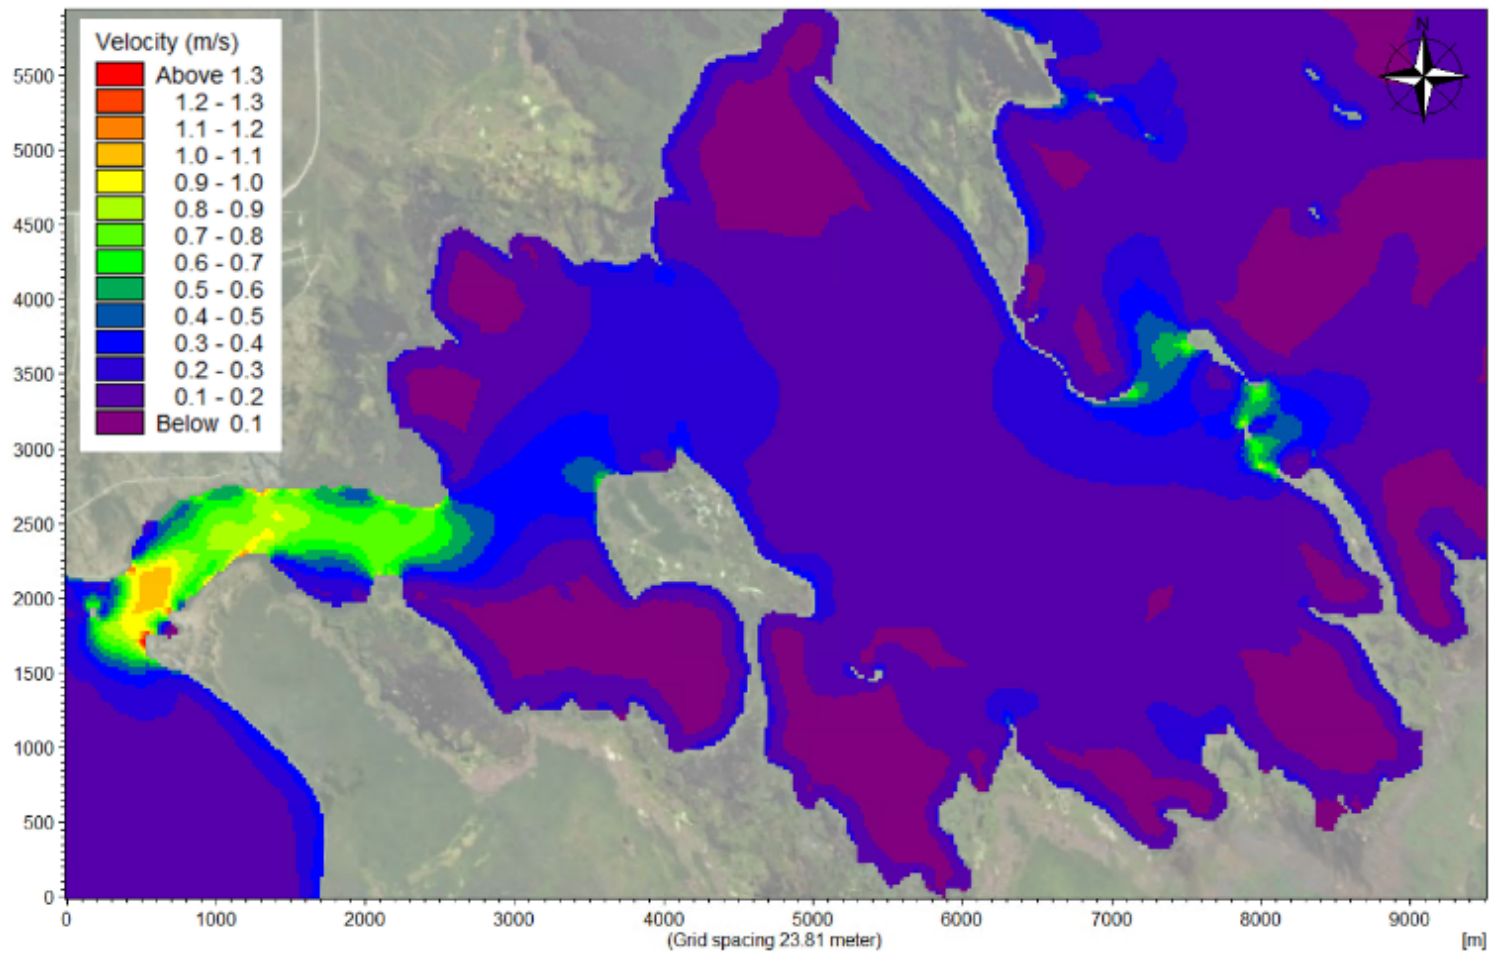 N
Velocity (m/s)
Above 1.3
1.2 - 1.3
1.1 - 1.2
1.0 - 1.1
0.9 - 1.0
0.8 - 0.9
0.7 - 0.8
0.6 - 0.7
0.5 - 0.6
0.4 - 0.5
0.3 - 0.4
0.2 - 0.3
0.1 - 0.2
Below 0.1
5500
5000
4500
4000
3500
3000
2500
2000
1500
1000
500
0
0 1000 2000 3000 4000 5000 6000 7000 8000 9000
(Grid spacing 23.81 meter) [m]